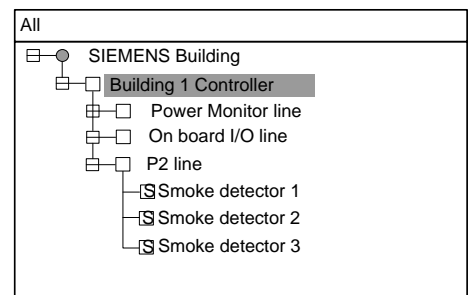 All
SIEMENS Building
Building 1 Controller
Power Monitor line
On board I/O line
P2 line
S Smoke detector 1
S Smoke detector 2
S Smoke detector 3